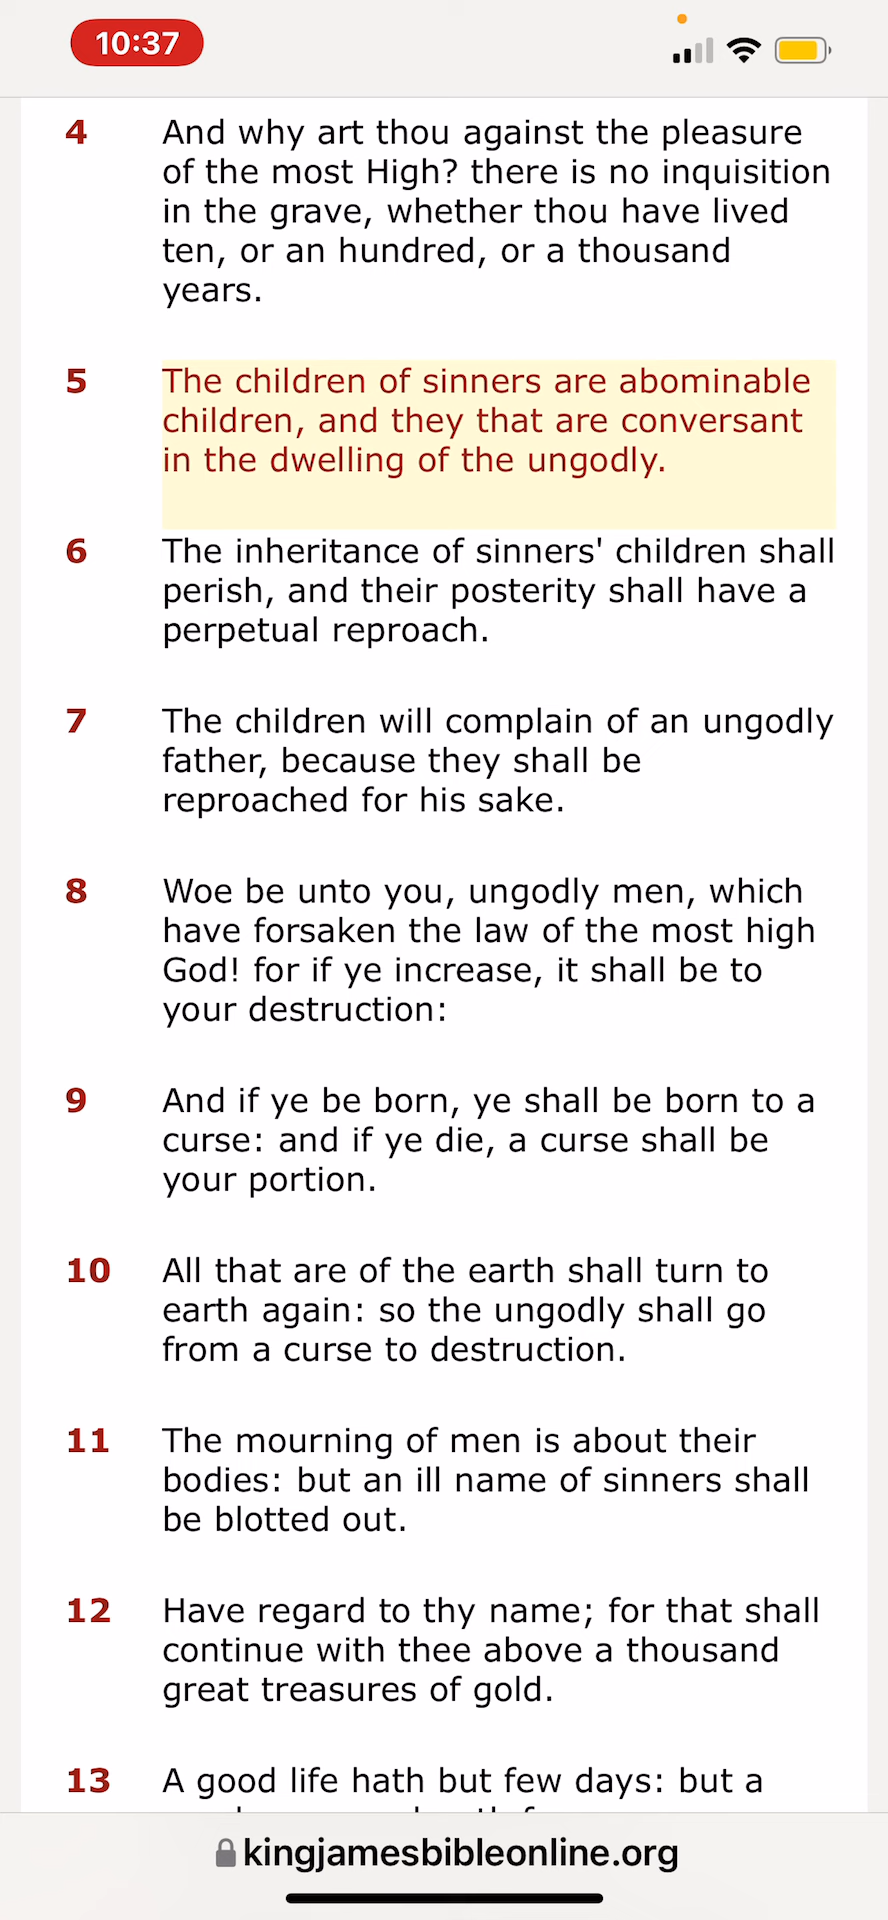 10:37
4 And why art thou against the pleasure
of the most High? there is no inquisition
in the grave, whether thou have lived
ten, or an hundred, or a thousand
years.
5 The children of sinners are abominable
children, and they that are conversant
in the dwelling of the ungodly.
6 The inheritance of sinners' children shall
perish, and their posterity shall have a
perpetual reproach.
7 The children will complain of an ungodly
father, because they shall be
reproached for his sake.
8 Woe be unto you, ungodly men, which
have forsaken the law of the most high
God! for if ye increase, it shall be to
your destruction:
9 And if ye be born, ye shall be born to a
curse: and if ye die, a curse shall be
your portion.
10 All that are of the earth shall turn to
earth again: so the ungodly shall go
from a curse to destruction.
11 The mourning of men is about their
bodies: but an ill name of sinners shall
be blotted out.
12 Have regard to thy name; for that shall
continue with thee above a thousand
great treasures of gold.
13 A good life hath but few days: but a
kingjamesbibleonline.org